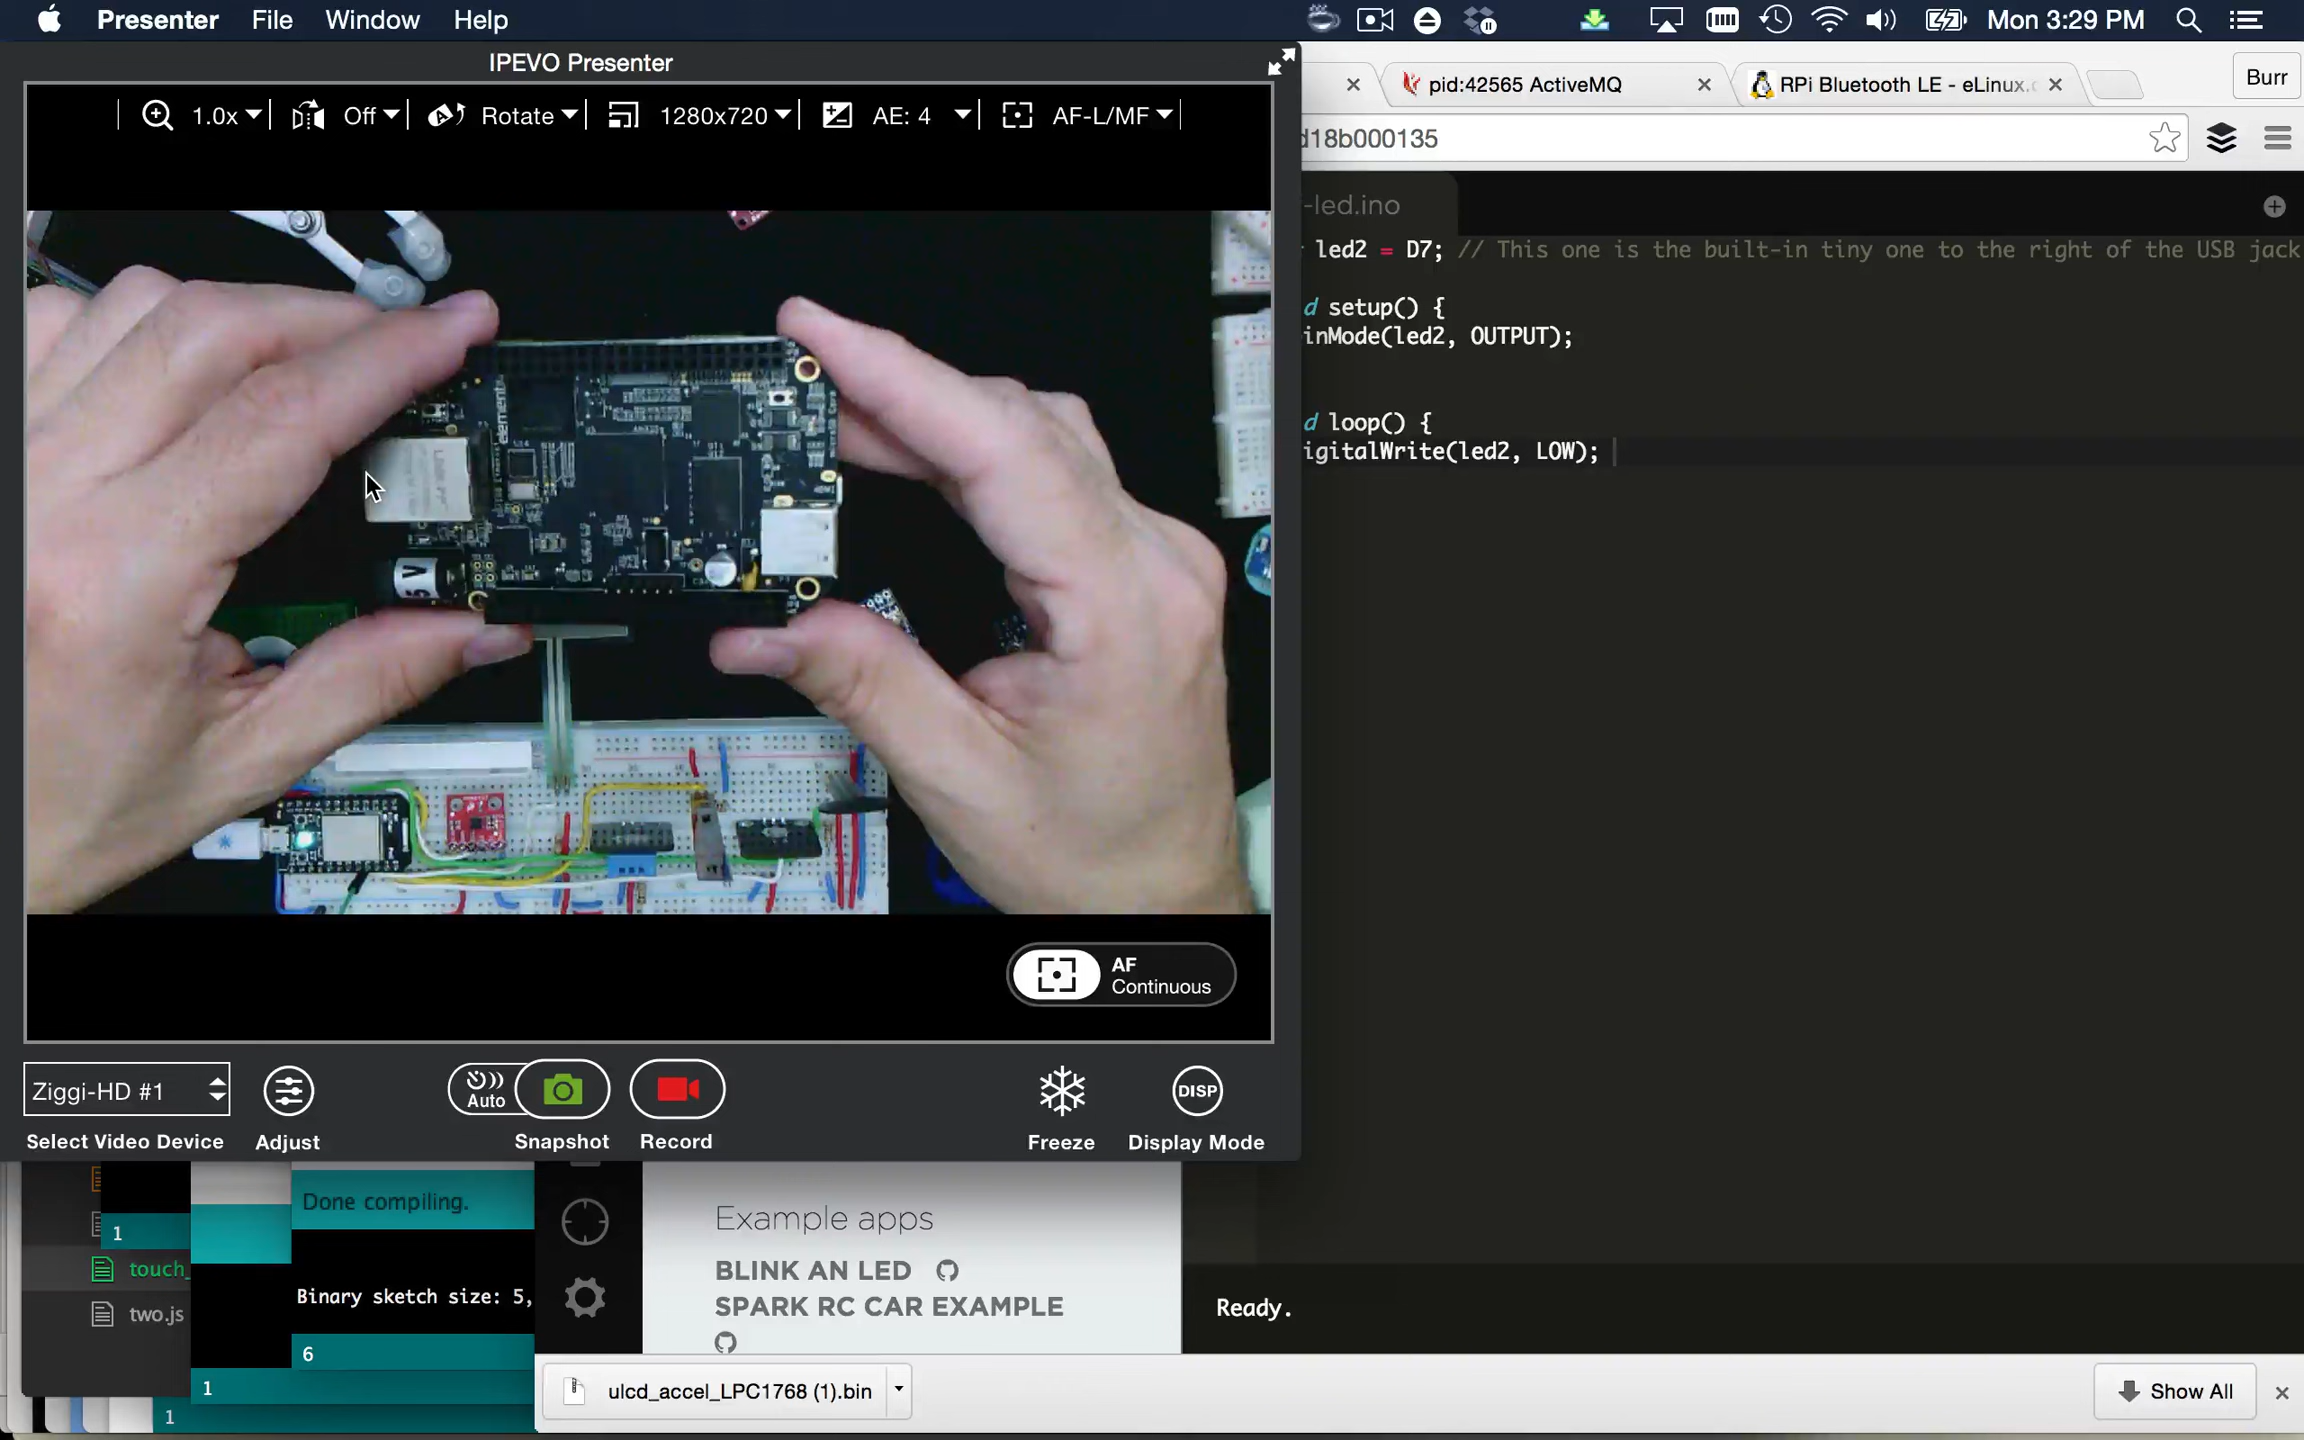 Presenter File Window Help Mon 3:29 PM
IPEVO Presenter
1.0x Off Rotate 1280x720 AE: 4 AF-L/MF
5V
AF
Continuous
Ziggi-HD #1
Auto
DISP
Select Video Device Adjust Snapshot Record Freeze Display Mode
pid:42565 ActiveMQ RPi Bluetooth LE - eLinux. Burr
d18b000135
-led.ino
led2 = D7; // This one is the built-in tiny one to the right of the USB jack
d setup() {
inMode(led2, OUTPUT);
d loop() {
igitalWrite(led2, LOW);
Ready.
1
touch_
two.js
Done compiling.
Binary sketch size: 5,
6
1
1
Example apps
BLINK AN LED
SPARK RC CAR EXAMPLE
ulcd_accel_LPC1768 (1).bin Show All